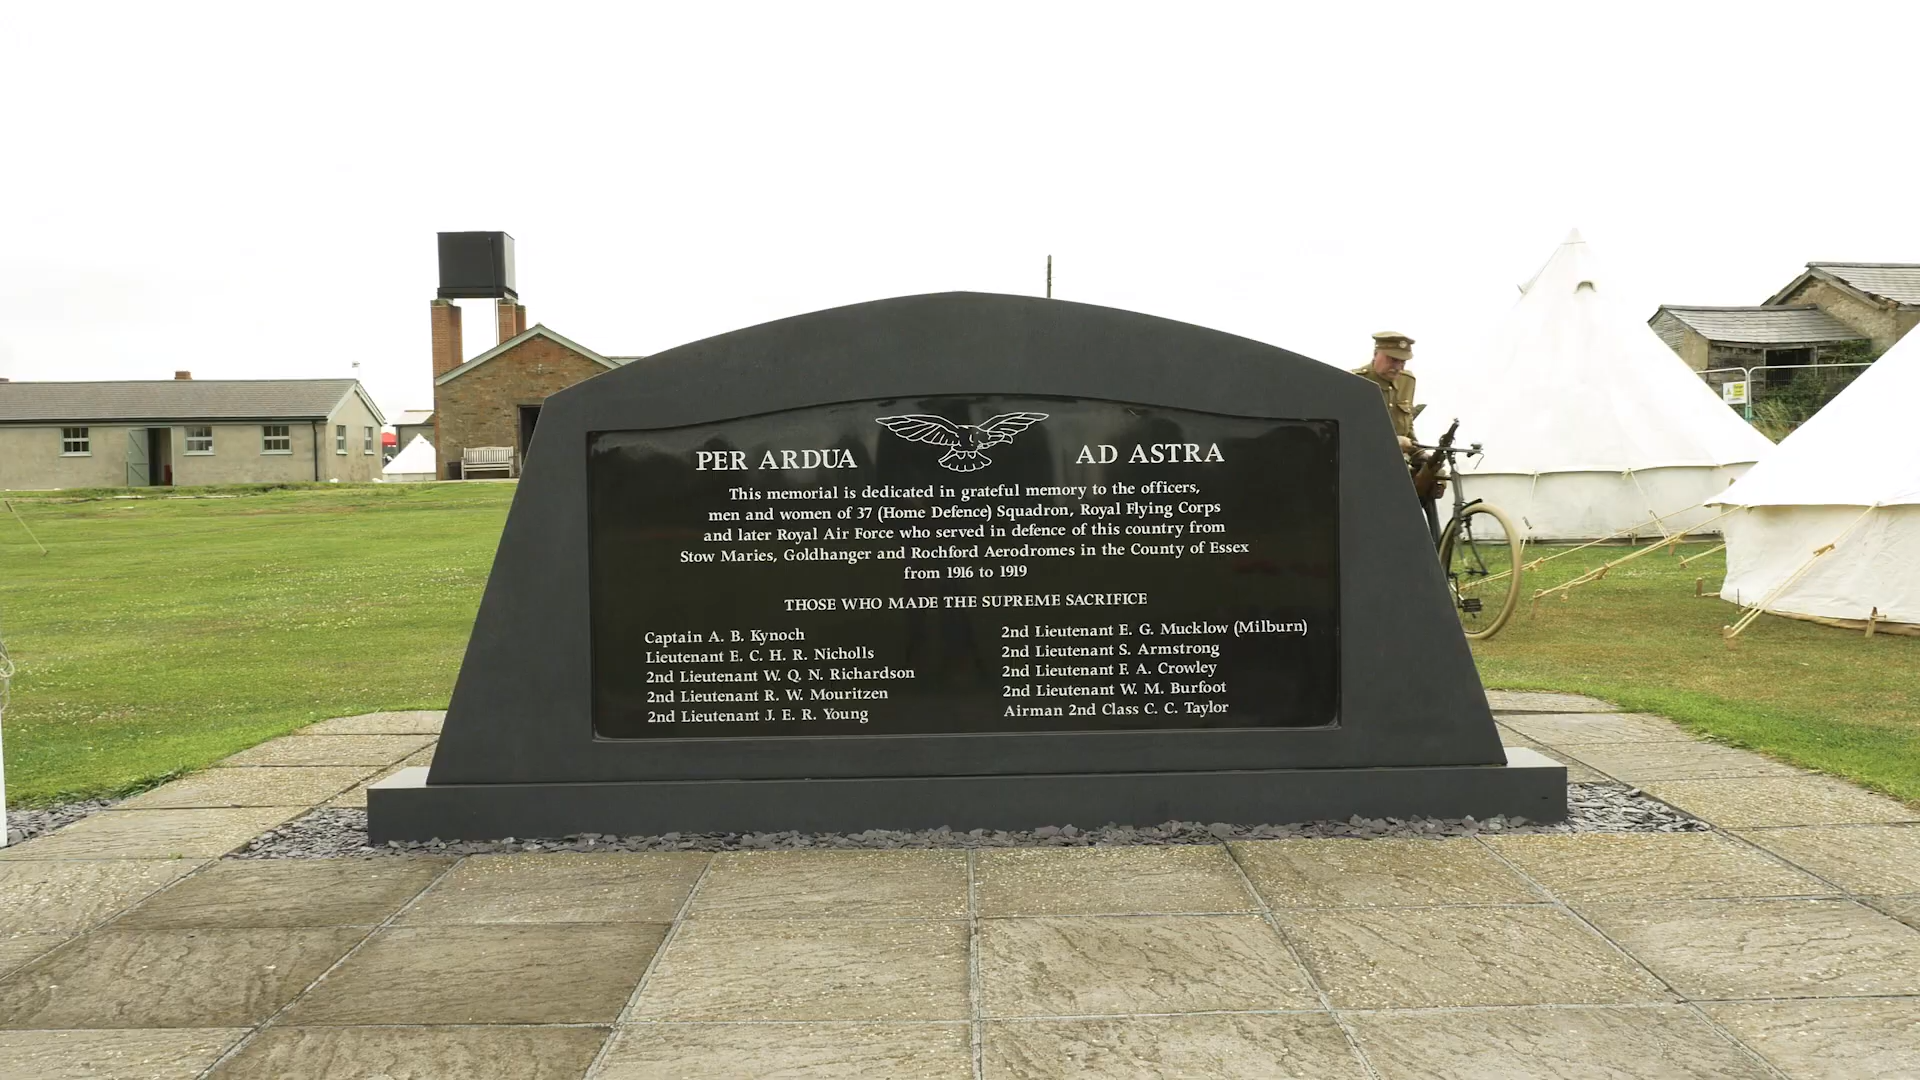 PER ARDUA AD ASTRA
This memorial is dedicated in grateful memory to the officers,
men and women of 37 (Home Defence) Squadron, Royal Flying Corps
and later Royal Air Force who served in defence of this country from
Stow Maries, Goldhanger and Rochford Aerodromes in the County of Essex
from 1916 to 1919
THOSE WHO MADE THE SUPREME SACRIFICE
Captain A. B. Kynoch
Lieutenant E. C. H. R. Nicholls
2nd Lieutenant W. Q. N. Richardson
2nd Lieutenant R. W. Mouritzen
2nd Lieutenant J. E. R. Young
2nd Lieutenant E. G. Mucklow (Milburn)
2nd Lieutenant S. Armstrong
2nd Lieutenant F. A. Crowley
2nd Lieutenant W. M. Burfoot
Airman 2nd Class C. C. Taylor